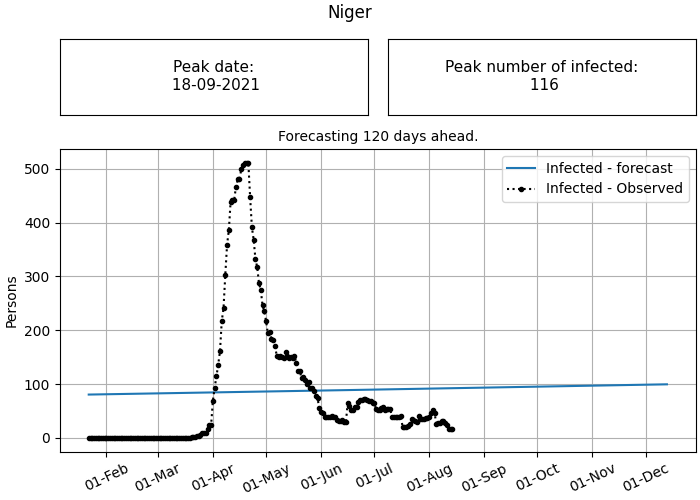 Niger
Peak date:
18-09-2021
Peak number of infected:
116
Forecasting 120 days ahead.
Infected - forecast
Infected - Observed
Persons
500
400
300
200
100
0
01-Feb
01-Mar
01-Apr
01-May
01-Jun
01-Jul
01-Aug
01-Sep
01-Oct
01-Nov
01-Dec